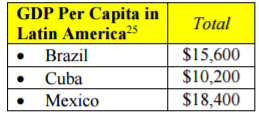 GDP Per Capita in Total
Latin America²⁵
• Brazil $15,600
• Cuba $10,200
• Mexico $18,400